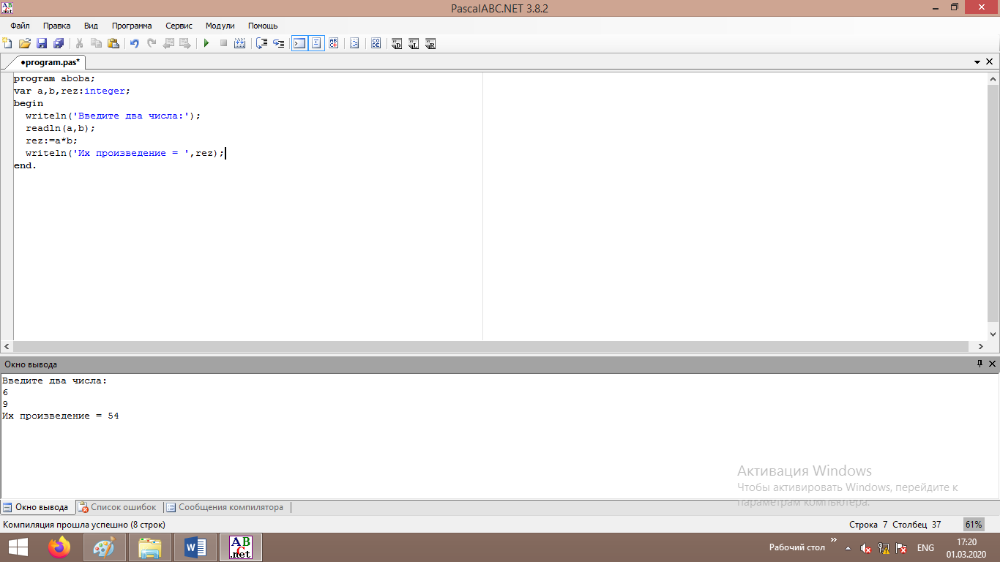 PascalABC.NET 3.8.2
Файл Правка Вид Программа Сервис Модули Помощь
•program.pas*
program aboba;
var a,b,rez:integer;
begin
writeln('Введите два числа:');
readln(a,b);
rez:=a*b;
writeln('Их произведение = ',rez);
end.
Окно вывода
Введите два числа:
6
9
Их произведение = 54
Активация Windows
Чтобы активировать Windows, перейдите к
параметрам компьютера.
Окно вывода Список ошибок Сообщения компилятора
Компиляция прошла успешно (8 строк) Строка 7 Столбец 37 61%
Рабочий стол ENG 17:20
01.03.2020